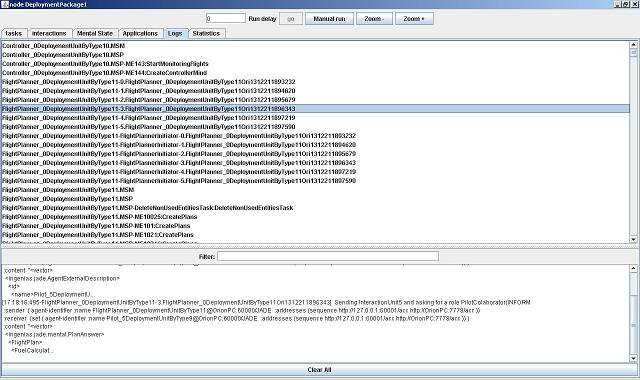 node DeploymentPackage1
0 Run delay go Manual run Zoom - Zoom +
tasks interactions Mental State Applications Logs Statistics
Controller_0DeploymentUnitByType10.MSM
Controller_0DeploymentUnitByType10.MSP
Controller_0DeploymentUnitByType10.MSP-ME143:StartMonitoringFlights
Controller_0DeploymentUnitByType10.MSP-ME144:CreateControllerMind
FlightPlanner_0DeploymentUnitByType11-0.FlightPlanner_0DeploymentUnitByType11Ori1312211893232
FlightPlanner_0DeploymentUnitByType11-1.FlightPlanner_0DeploymentUnitByType11Ori1312211894620
FlightPlanner_0DeploymentUnitByType11-2.FlightPlanner_0DeploymentUnitByType11Ori1312211895679
FlightPlanner_0DeploymentUnitByType11-3.FlightPlanner_0DeploymentUnitByType11Ori1312211896343
FlightPlanner_0DeploymentUnitByType11-4.FlightPlanner_0DeploymentUnitByType11Ori1312211897219
FlightPlanner_0DeploymentUnitByType11-5.FlightPlanner_0DeploymentUnitByType11Ori1312211897590
FlightPlanner_0DeploymentUnitByType11-FlightPlannerInitiator-0.FlightPlanner_0DeploymentUnitByType11Ori1312211893232
FlightPlanner_0DeploymentUnitByType11-FlightPlannerInitiator-1.FlightPlanner_0DeploymentUnitByType11Ori1312211894620
FlightPlanner_0DeploymentUnitByType11-FlightPlannerInitiator-2.FlightPlanner_0DeploymentUnitByType11Ori1312211895679
FlightPlanner_0DeploymentUnitByType11-FlightPlannerInitiator-3.FlightPlanner_0DeploymentUnitByType11Ori1312211896343
FlightPlanner_0DeploymentUnitByType11-FlightPlannerInitiator-4.FlightPlanner_0DeploymentUnitByType11Ori1312211897219
FlightPlanner_0DeploymentUnitByType11-FlightPlannerInitiator-5.FlightPlanner_0DeploymentUnitByType11Ori1312211897590
FlightPlanner_0DeploymentUnitByType11.MSM
FlightPlanner_0DeploymentUnitByType11.MSP
FlightPlanner_0DeploymentUnitByType11.MSP-DeleteNonUsedEntitiesTask:DeleteNonUsedEntitiesTask
FlightPlanner_0DeploymentUnitByType11.MSP-ME10025:CreatePlans
FlightPlanner_0DeploymentUnitByType11.MSP-ME101:CreatePlans
FlightPlanner_0DeploymentUnitByType11.MSP-ME1021:CreatePlans
Filter:
:content "<vector>
<ingenias.jade.AgentExternalDescription>
<id>
<name>Pilot_5DeploymentU...
[17:18:16:495-FlightPlanner_0DeploymentUnitByType11-3.FlightPlanner_0DeploymentUnitByType11Ori1312211896343] Sending InteractionUnit5 and asking for a role PilotColaborator(INFORM
:sender ( agent-identifier :name FlightPlanner_0DeploymentUnitByType11@OrionPC:60000/JADE :addresses (sequence http://127.0.0.1:60001/acc http://OrionPC:7778/acc ))
:receiver (set ( agent-identifier :name Pilot_5DeploymentUnitByType9@OrionPC:60000/JADE :addresses (sequence http://127.0.0.1:60001/acc http://OrionPC:7778/acc )) )
:content "<vector>
<ingenias.jade.mental.PlanAnswer>
<FlightPlan>
<FuelCalculat...
Clear All